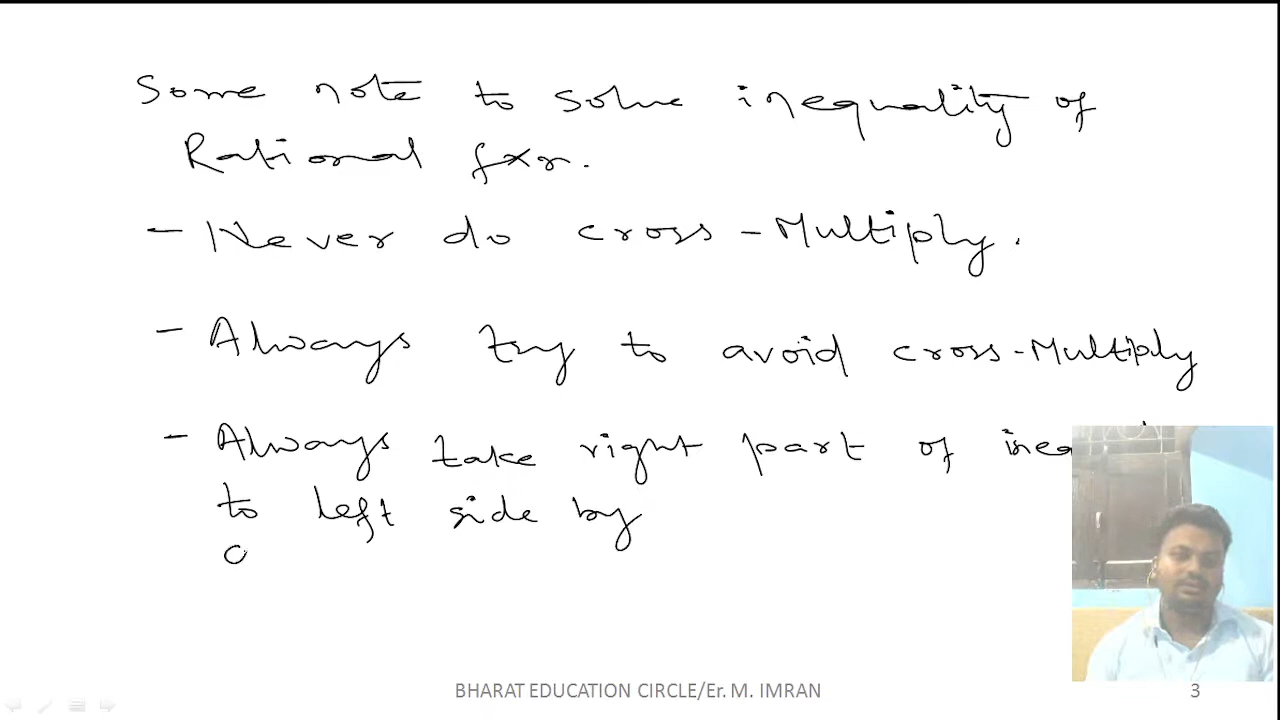 Some note to solve inequality of
Rational fxn.
- Never do cross-Multiply.
- Always try to avoid cross-Multiply
- Always take right part of
to left side by
BHARAT EDUCATION CIRCLE/Er. M. IMRAN
3